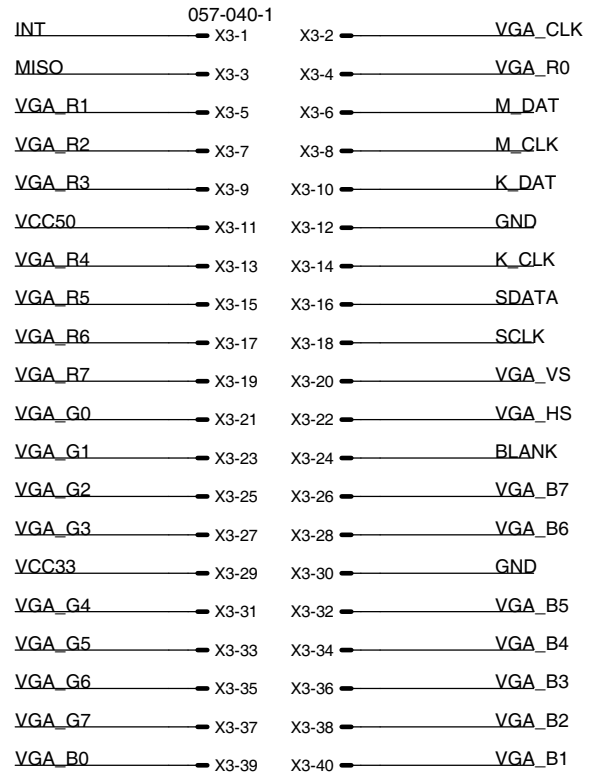 057-040-1
INT X3-1 X3-2 VGA_CLK
MISO X3-3 X3-4 VGA_R0
VGA_R1 X3-5 X3-6 M_DAT
VGA_R2 X3-7 X3-8 M_CLK
VGA_R3 X3-9 X3-10 K_DAT
VCC50 X3-11 X3-12 GND
VGA_R4 X3-13 X3-14 K_CLK
VGA_R5 X3-15 X3-16 SDATA
VGA_R6 X3-17 X3-18 SCLK
VGA_R7 X3-19 X3-20 VGA_VS
VGA_G0 X3-21 X3-22 VGA_HS
VGA_G1 X3-23 X3-24 BLANK
VGA_G2 X3-25 X3-26 VGA_B7
VGA_G3 X3-27 X3-28 VGA_B6
VCC33 X3-29 X3-30 GND
VGA_G4 X3-31 X3-32 VGA_B5
VGA_G5 X3-33 X3-34 VGA_B4
VGA_G6 X3-35 X3-36 VGA_B3
VGA_G7 X3-37 X3-38 VGA_B2
VGA_B0 X3-39 X3-40 VGA_B1